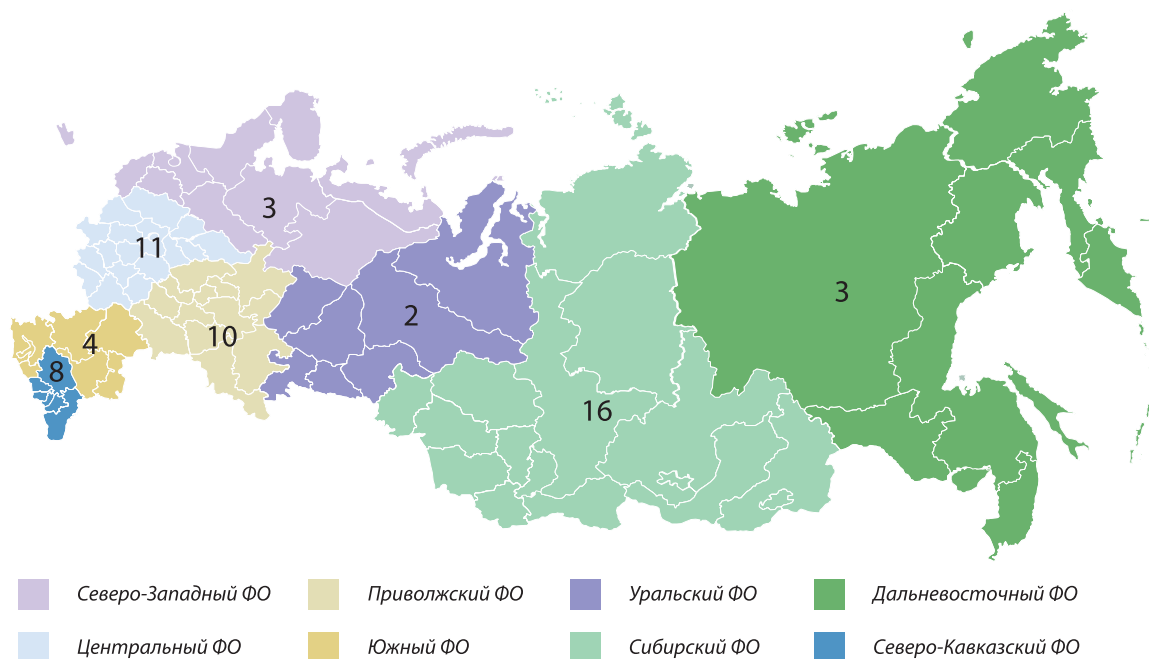 3
11
3
2
4
10
8
16
Северо-Западный ФО
Приволжский ФО
Уральский ФО
Дальневосточный ФО
Центральный ФО
Южный ФО
Сибирский ФО
Северо-Кавказский ФО